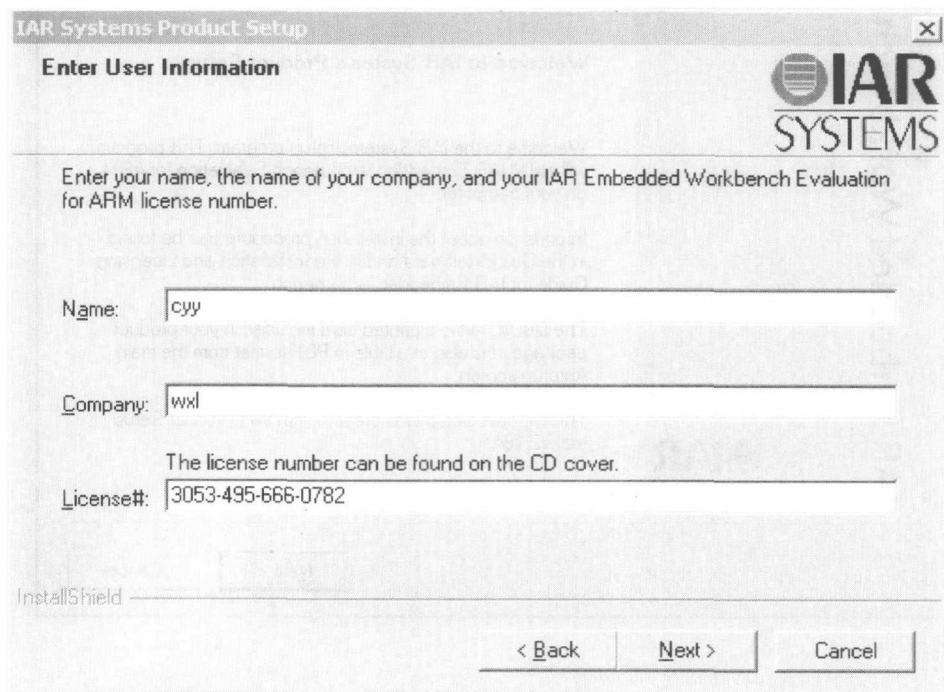 IAR Systems Product Setup
Enter User Information
IAR
SYSTEMS
Enter your name, the name of your company, and your IAR Embedded Workbench Evaluation
for ARM license number.
Name: cyy
Company: wxl
The license number can be found on the CD cover.
License#: 3053-495-666-0782
InstallShield
< Back Next > Cancel